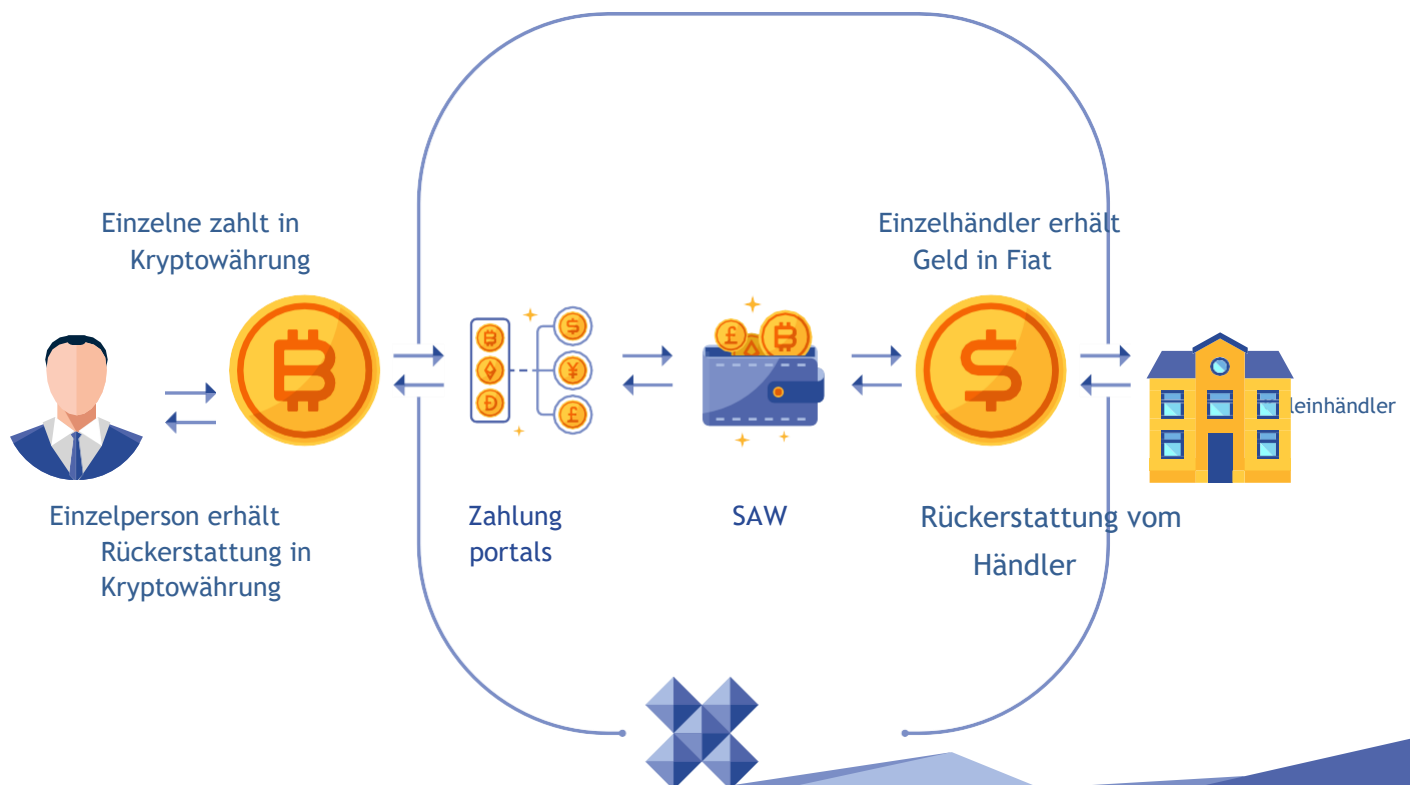 Einzelne zahlt in
Kryptowährung
Einzelhändler erhält
Geld in Fiat
leinhändler
Einzelperson erhält
Rückerstattung in
Kryptowährung
Zahlung
portals
SAW
Rückerstattung vom
Händler